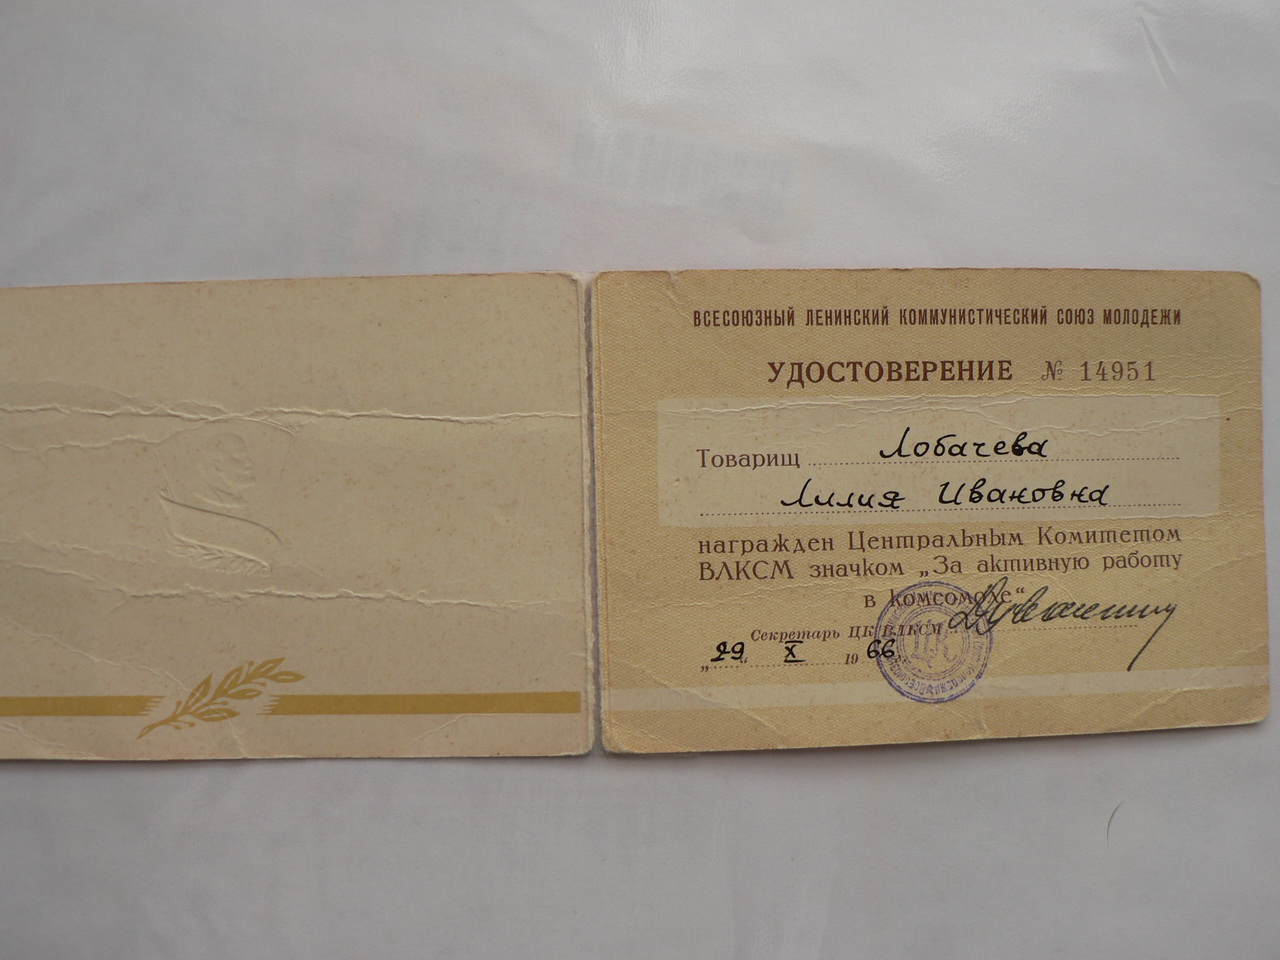 ВСЕСОЮЗНЫЙ ЛЕНИНСКИЙ КОММУНИСТИЧЕСКИЙ СОЮЗ МОЛОДЕЖИ
УДОСТОВЕРЕНИЕ № 14951
Товарищ Лобачева
Лилия Ивановна
награжден Центральным Комитетом
ВЛКСМ значком „За активную работу
в комсомоле“
Секретарь ЦК ВЛКСМ
„29“ X 1966
ЦК